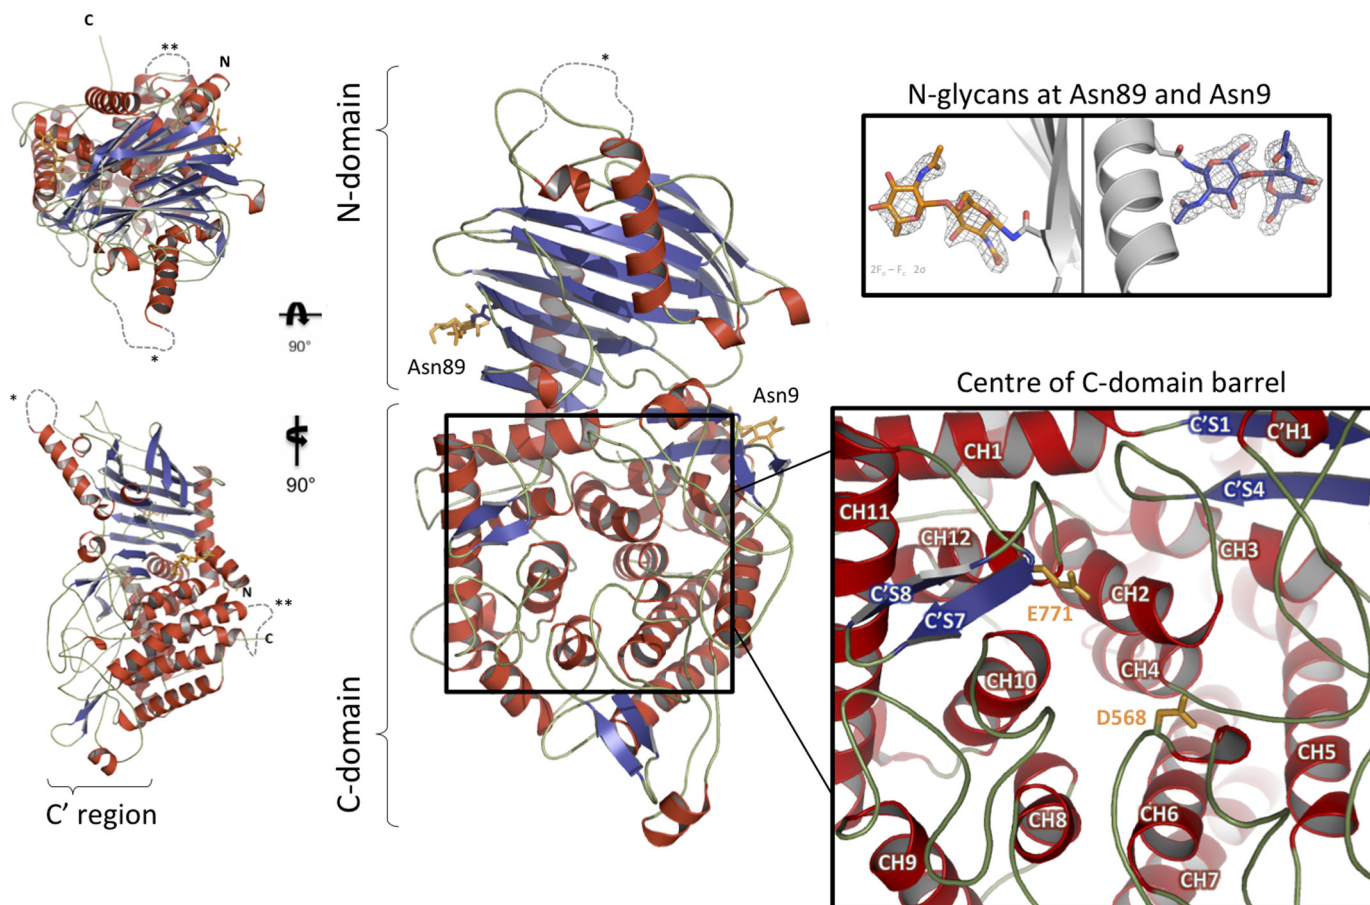 C
**
N
*
90°
*
90°
N
**
C
C' region
N-domain
C-domain
*
Asn89
Asn9
N-glycans at Asn89 and Asn9
2Fo – Fc 2σ
Centre of C-domain barrel
C'S1
C'H1
CH1
C'S4
CH11
CH12
CH3
C'S8
CH2
C'S7
E771
CH4
CH10
D568
CH5
CH8
CH6
CH9
CH7